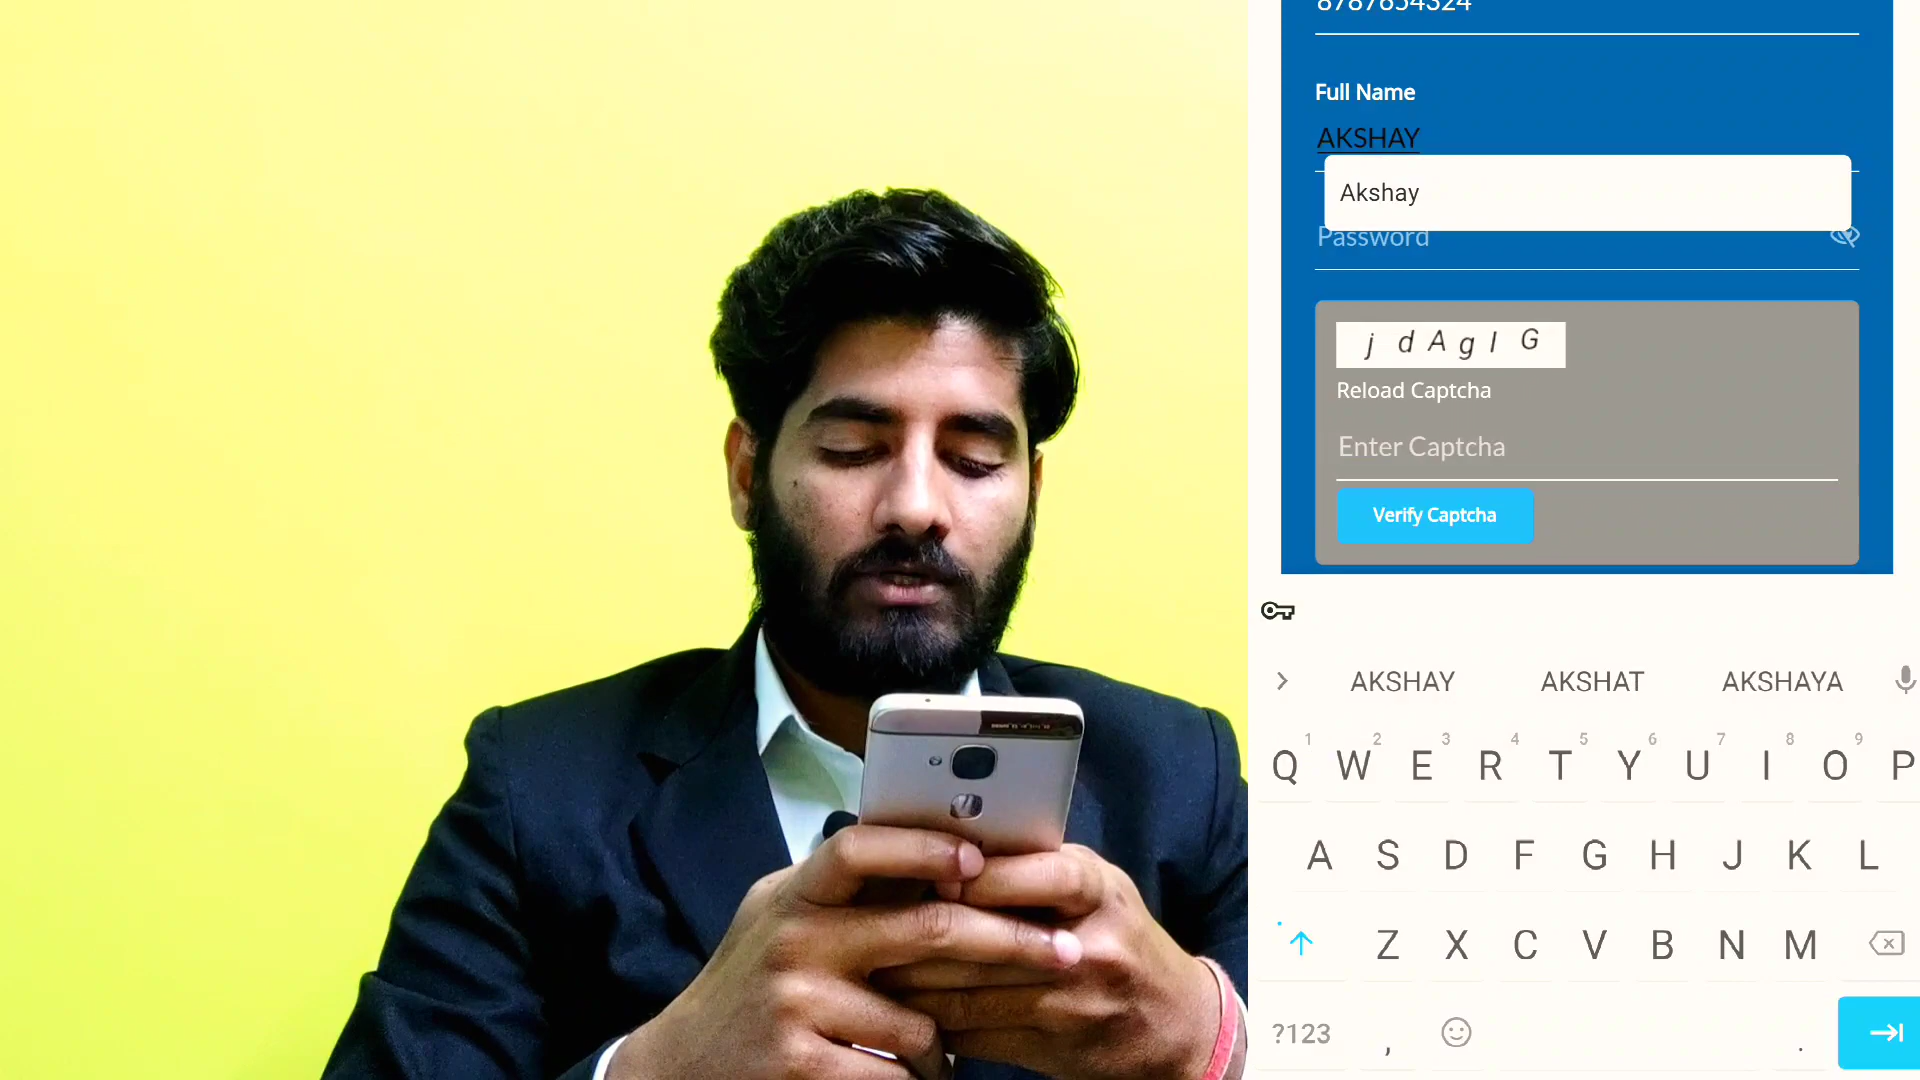 8787654324
Full Name
AKSHAY
Akshay
Password
j d A g I G
Reload Captcha
Enter Captcha
Verify Captcha
AKSHAY AKSHAT AKSHAYA
1 2 3 4 5 6 7 8 9
Q W E R T Y U I O P
A S D F G H J K L
Z X C V B N M
?123 , .